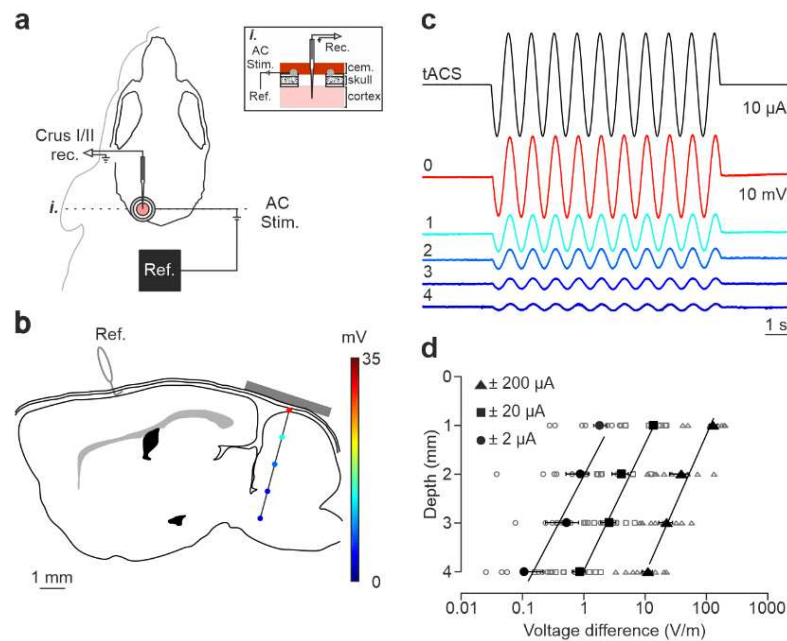 a
i.
AC
Stim.
Rec.
Ref.
cem.
skull
cortex
Crus I/II
rec.
i.
AC
Stim.
Ref.
b
mV
Ref.
35
0
1 mm
c
tACS
10 µA
0
10 mV
1
2
3
4
1 s
d
± 200 µA
± 20 µA
± 2 µA
Depth (mm)
0
1
2
3
4
0.01
0.1
1
10
100
1000
Voltage difference (V/m)